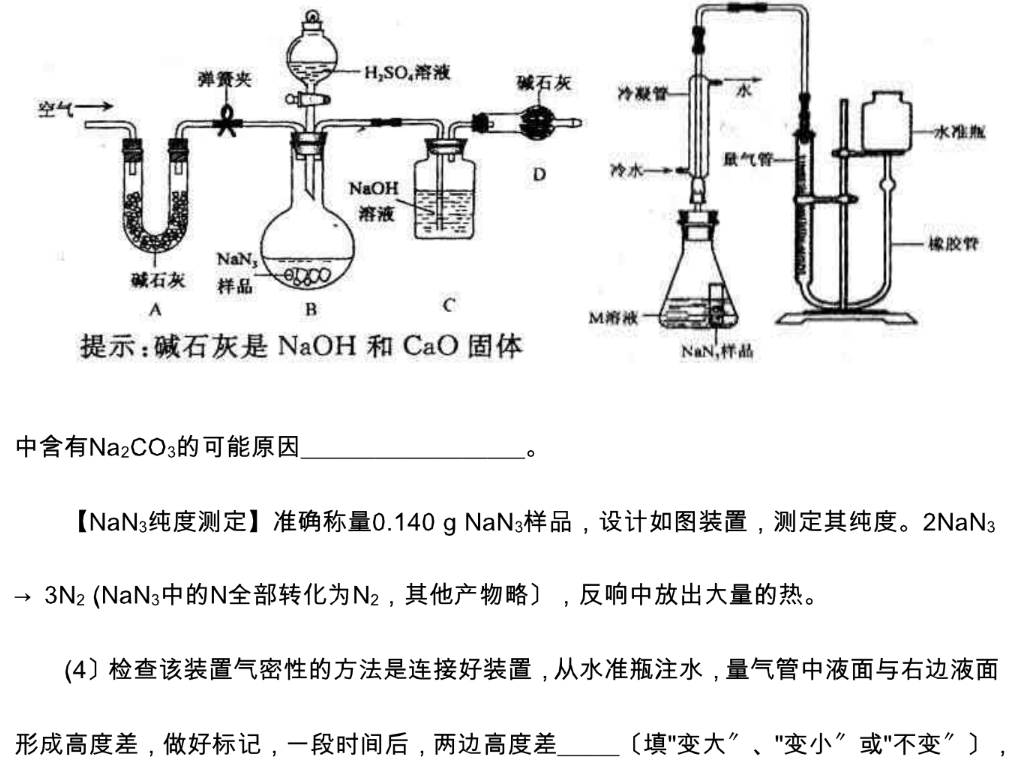 空气
弹簧夹
H₂SO₄溶液
碱石灰
NaOH
溶液
D
NaN₃
样品
碱石灰
A
B
C
冷凝管
水
冷水
量气管
水准瓶
橡胶管
M溶液
NaN₃样品
提示:碱石灰是 NaOH 和 CaO 固体
中含有Na₂CO₃的可能原因__________________。
【NaN₃纯度测定】准确称量0.140 g NaN₃样品，设计如图装置，测定其纯度。2NaN₃
→ 3N₂ (NaN₃中的N全部转化为N₂，其他产物略〕，反响中放出大量的热。
(4〕检查该装置气密性的方法是连接好装置，从水准瓶注水，量气管中液面与右边液面
形成高度差，做好标记，一段时间后，两边高度差_____〔填"变大〞、"变小〞或"不变〞〕，